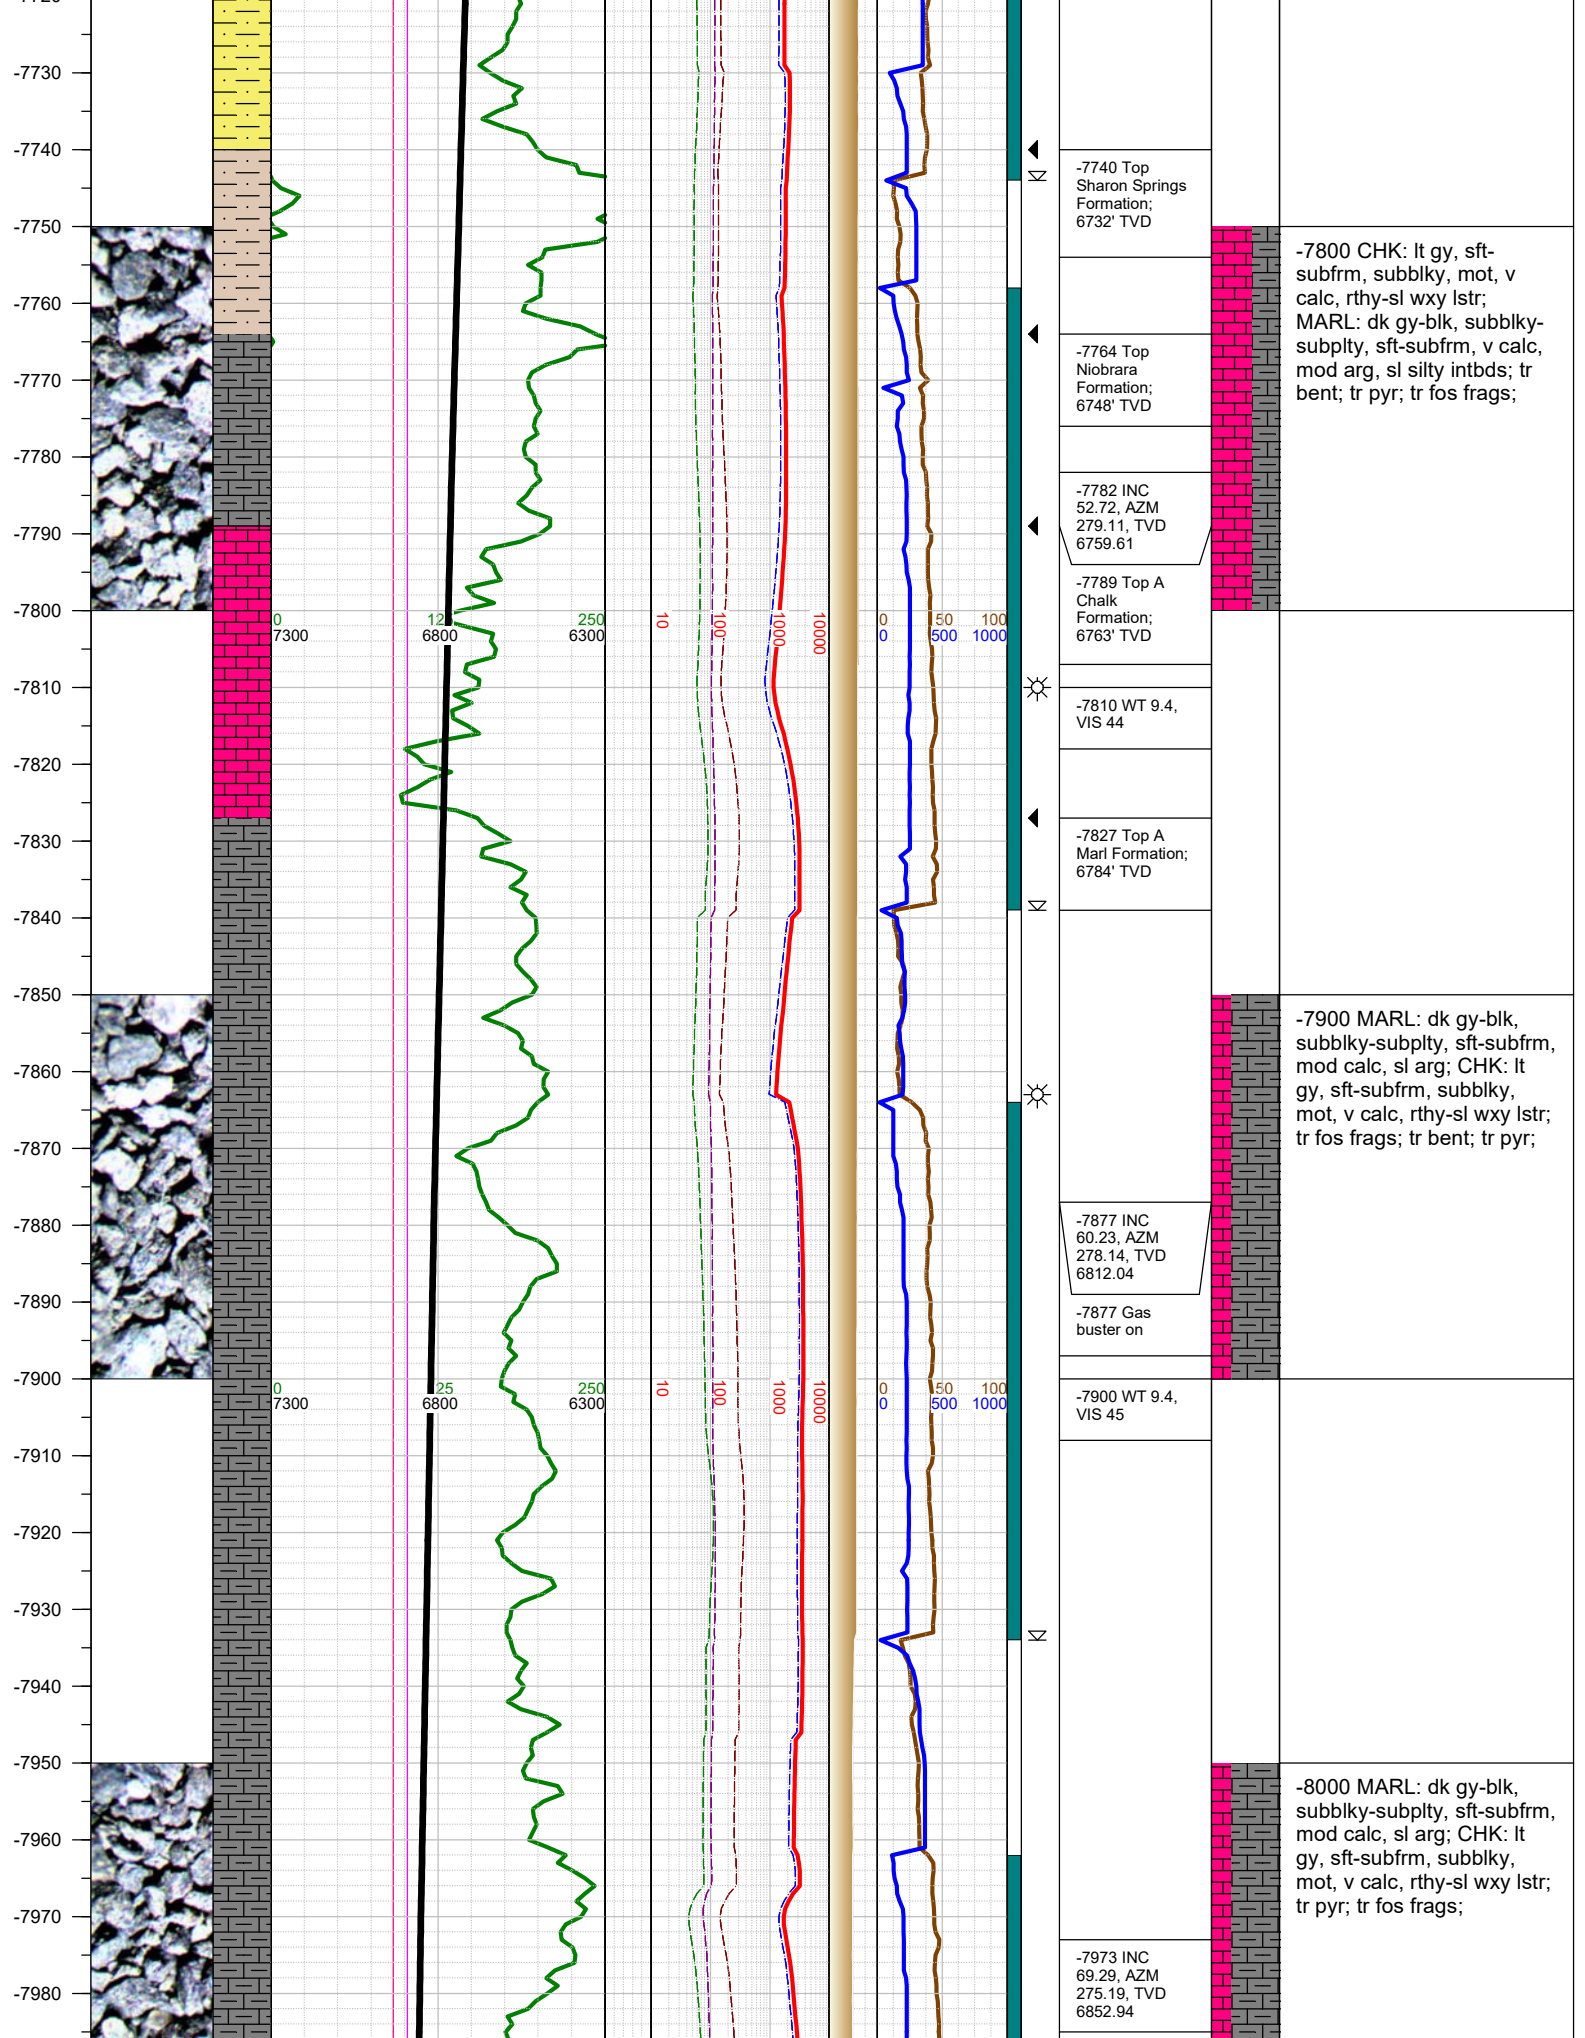 -7730
-7740
-7750
-7760
-7770
-7780
-7790
-7800
-7810
-7820
-7830
-7840
-7850
-7860
-7870
-7880
-7890
-7900
-7910
-7920
-7930
-7940
-7950
-7960
-7970
-7980
0 250
7300 6800 6300
10 100 1000 10000
0 50 100
0 500 1000
0 25 250
7300 6800 6300
10 100 1000 10000
0 50 100
0 500 1000
-7740 Top
Sharon Springs
Formation;
6732' TVD
-7764 Top
Niobrara
Formation;
6748' TVD
-7782 INC
52.72, AZM
279.11, TVD
6759.61
-7789 Top A
Chalk
Formation;
6763' TVD
-7810 WT 9.4,
VIS 44
-7827 Top A
Marl Formation;
6784' TVD
-7877 INC
60.23, AZM
278.14, TVD
6812.04
-7877 Gas
buster on
-7900 WT 9.4,
VIS 45
-7973 INC
69.29, AZM
275.19, TVD
6852.94
-7800 CHK: lt gy, sft-
subfrm, subblky, mot, v
calc, rthy-sl wxy lstr;
MARL: dk gy-blk, subblky-
subplty, sft-subfrm, v calc,
mod arg, sl silty intbds; tr
bent; tr pyr; tr fos frags;
-7900 MARL: dk gy-blk,
subblky-subplty, sft-subfrm,
mod calc, sl arg; CHK: lt
gy, sft-subfrm, subblky,
mot, v calc, rthy-sl wxy lstr;
tr fos frags; tr bent; tr pyr;
-8000 MARL: dk gy-blk,
subblky-subplty, sft-subfrm,
mod calc, sl arg; CHK: lt
gy, sft-subfrm, subblky,
mot, v calc, rthy-sl wxy lstr;
tr pyr; tr fos frags;